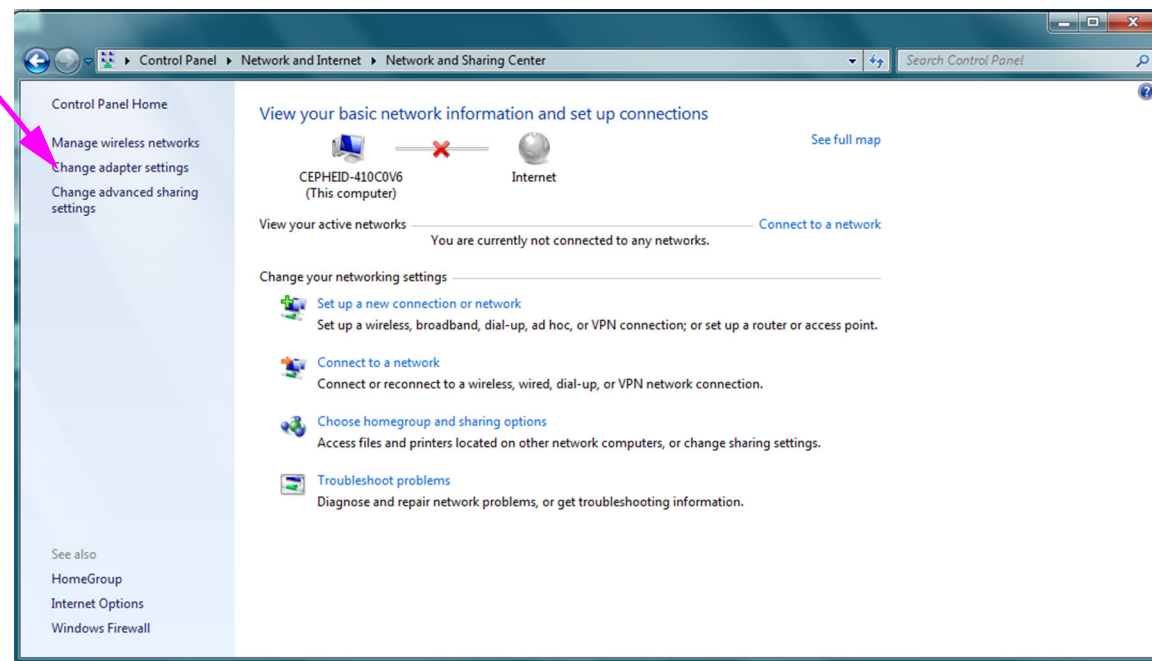 Control Panel ▸ Network and Internet ▸ Network and Sharing Center
Search Control Panel
Control Panel Home
Manage wireless networks
Change adapter settings
Change advanced sharing
settings
See also
HomeGroup
Internet Options
Windows Firewall
View your basic network information and set up connections
See full map
CEPHEID-410C0V6
(This computer)
Internet
View your active networks
Connect to a network
You are currently not connected to any networks.
Change your networking settings
Set up a new connection or network
Set up a wireless, broadband, dial-up, ad hoc, or VPN connection; or set up a router or access point.
Connect to a network
Connect or reconnect to a wireless, wired, dial-up, or VPN network connection.
Choose homegroup and sharing options
Access files and printers located on other network computers, or change sharing settings.
Troubleshoot problems
Diagnose and repair network problems, or get troubleshooting information.